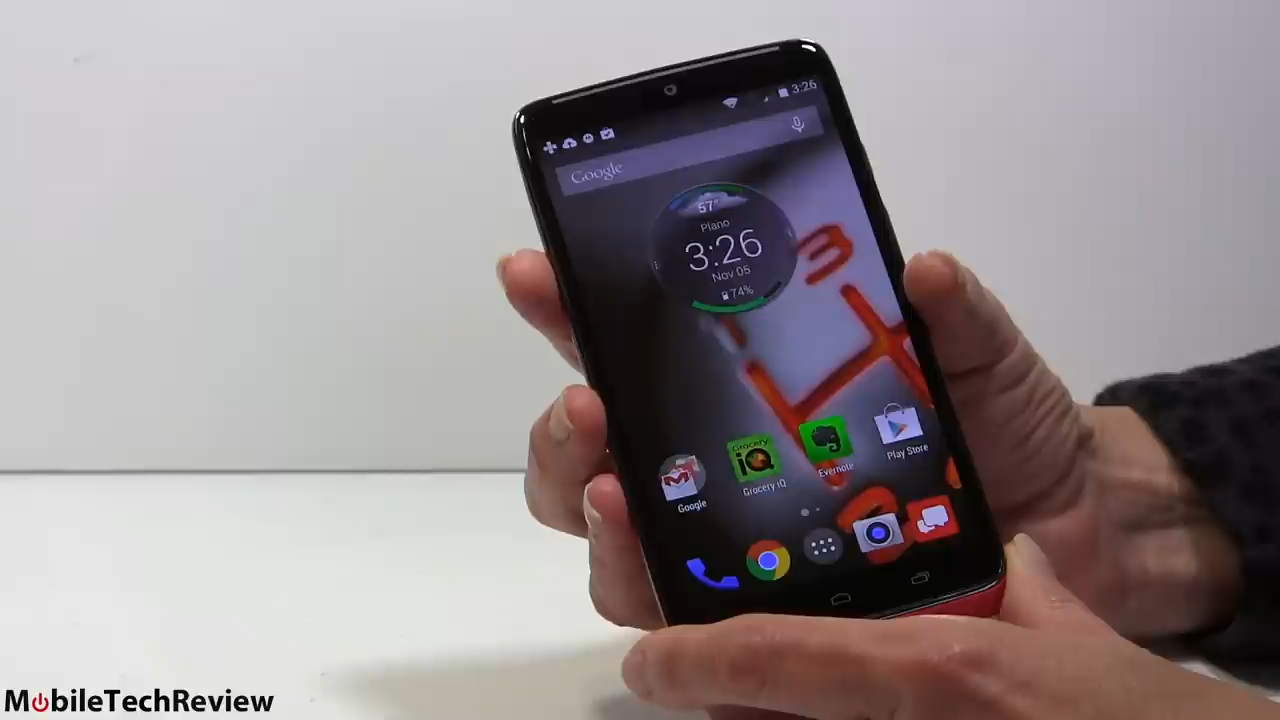 3:26
Google
57°
Plano
3:26
Nov 05
74%
3
Grocery
iQ
Google
Grocery iQ
Evernote
Play Store
MobileTechReview